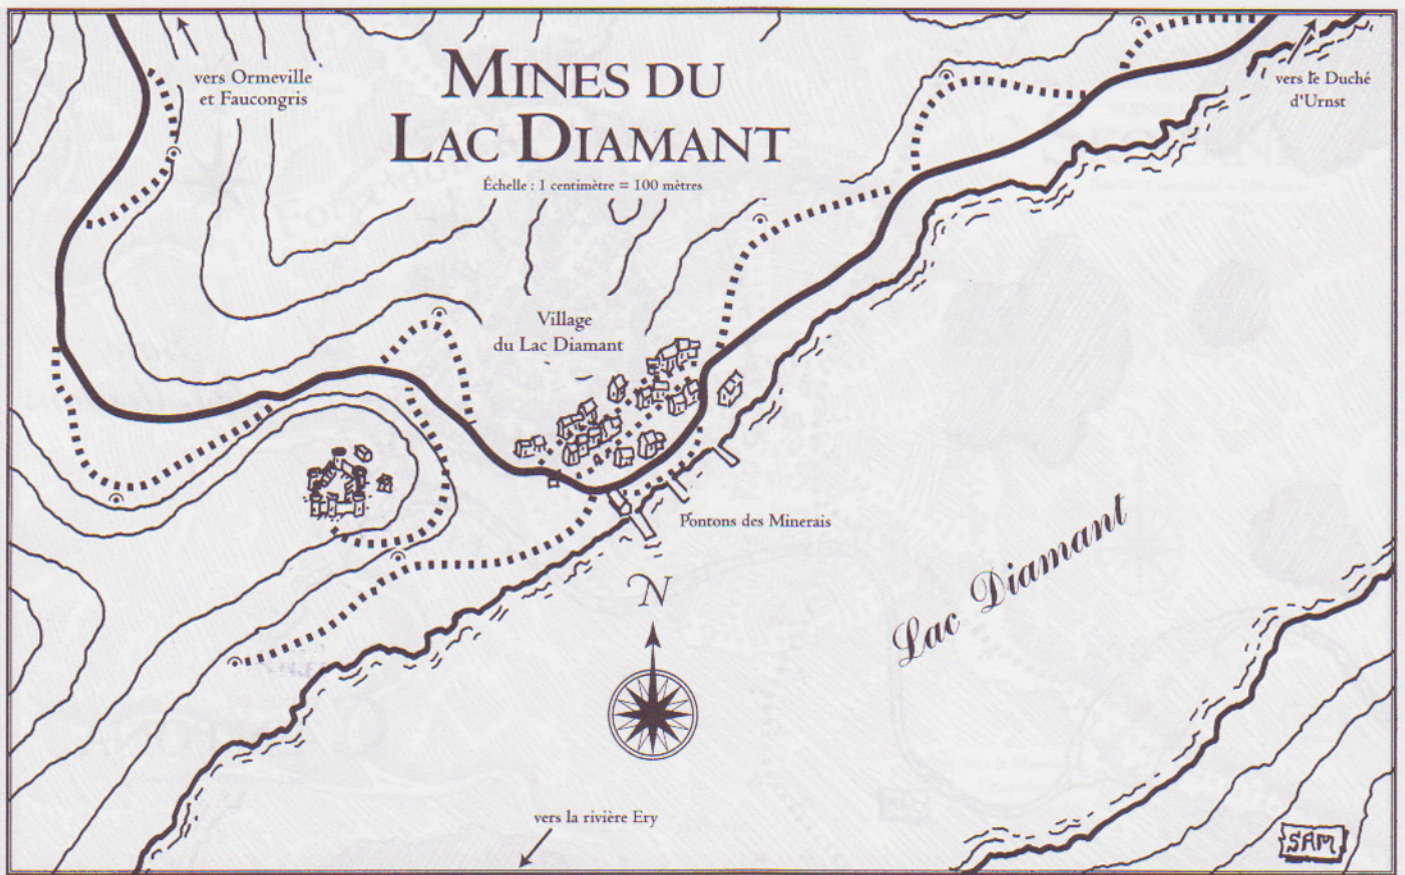 vers Ormeville
et Faucongris
MINES DU
LAC DIAMANT
Échelle : 1 centimètre = 100 mètres
vers le Duché
d'Urnst
Village
du Lac Diamant
Pontons des Minerais
Lac Diamant
N
vers la rivière Ery
SAM